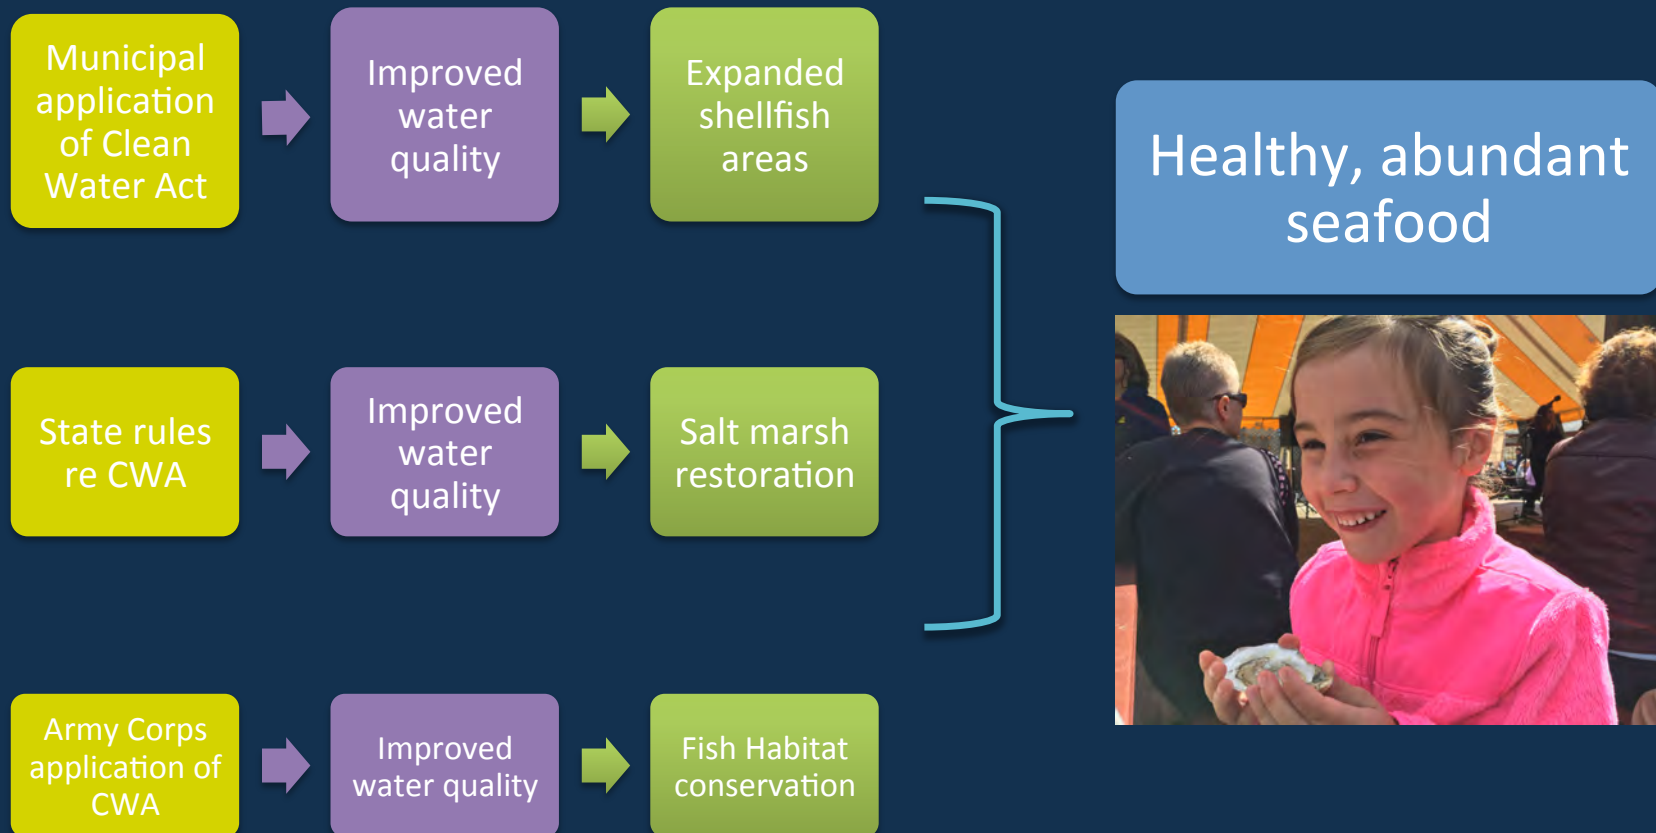 Municipal
application
of Clean
Water Act
Improved
water
quality
Expanded
shellfish
areas
Healthy, abundant
seafood
State rules
re CWA
Improved
water
quality
Salt marsh
restoration
Army Corps
application of
CWA
Improved
water quality
Fish Habitat
conservation